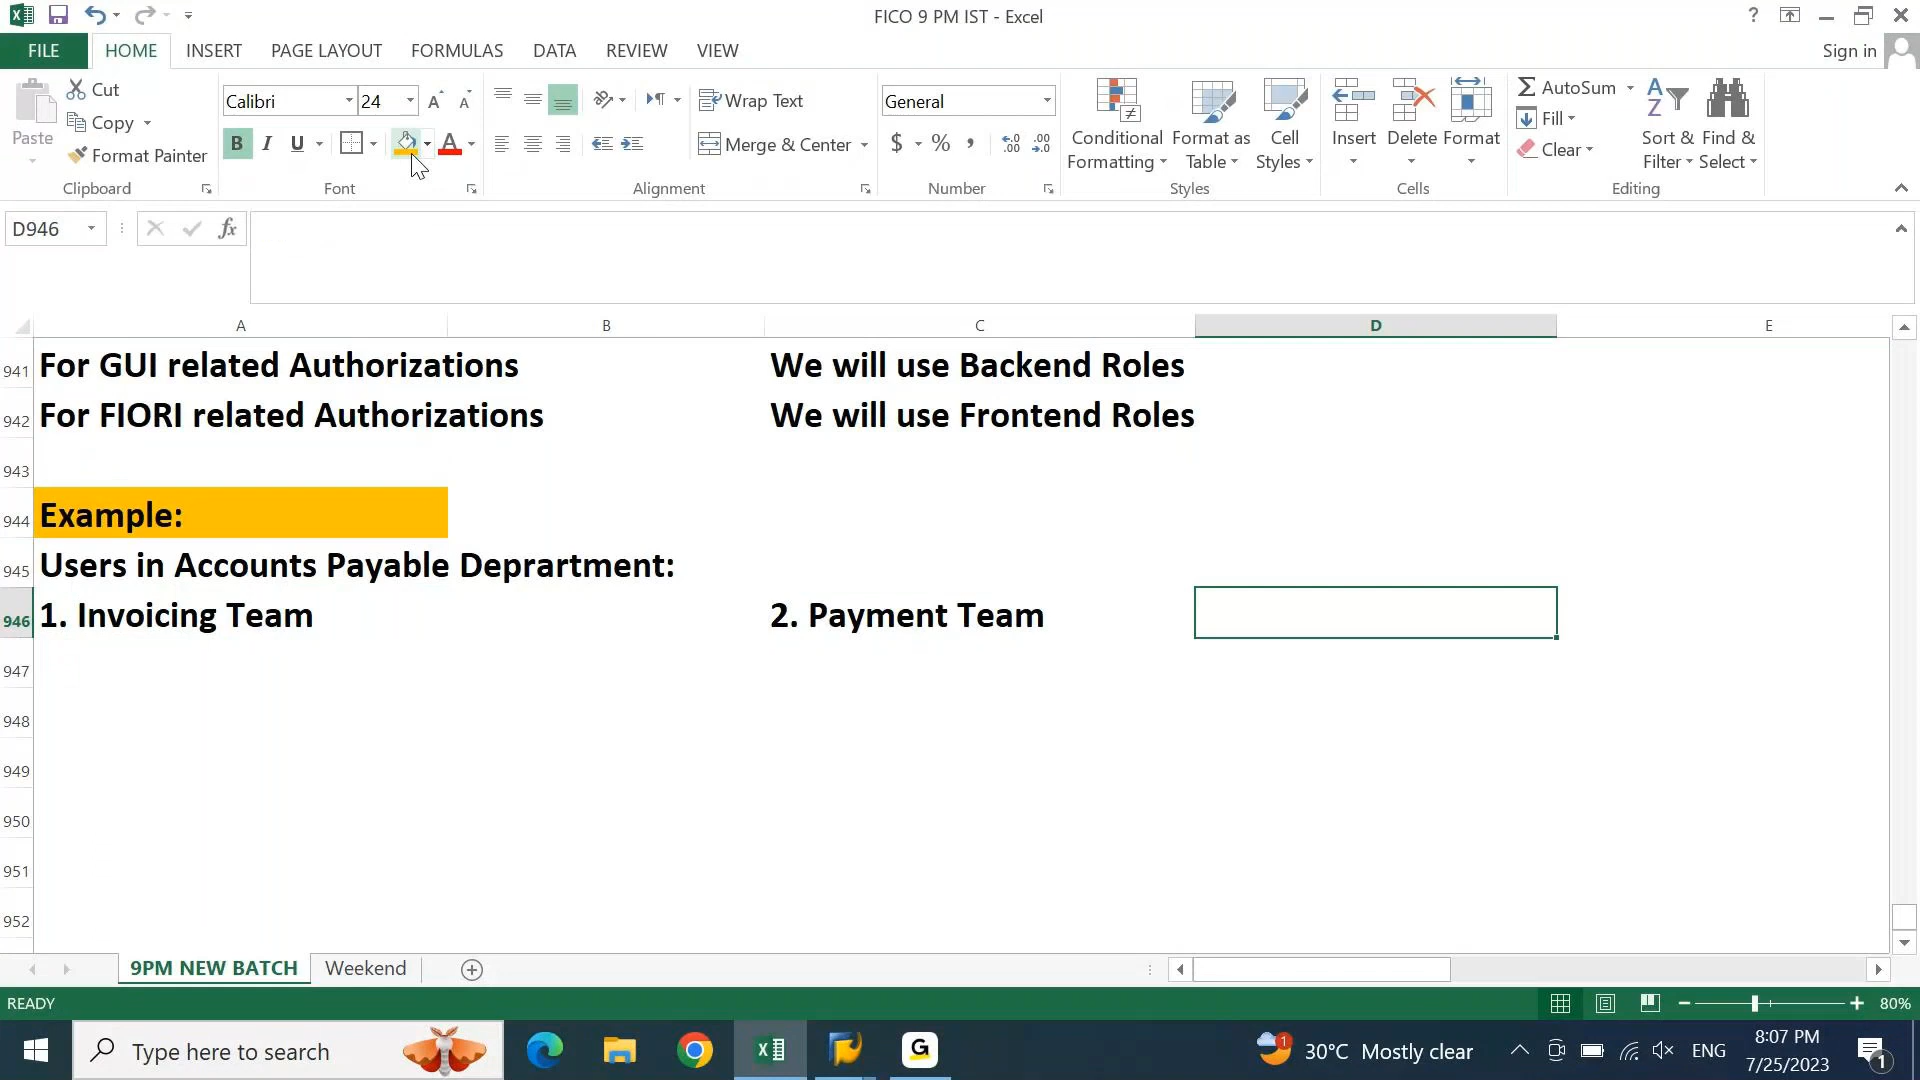 FICO 9 PM IST - Excel
?
FILE HOME INSERT PAGE LAYOUT FORMULAS DATA REVIEW VIEW Sign in
Paste
Cut
Copy
Format Painter
Clipboard
Calibri 24
B I U
Font
Wrap Text
Merge & Center
Alignment
General
$ % ,
Number
Conditional Formatting
Format as Table
Cell Styles
Styles
Insert Delete Format
Cells
AutoSum
Fill
Clear
Sort & Filter
Find & Select
Editing
D946 fx
A B C D E
941 For GUI related Authorizations We will use Backend Roles
942 For FIORI related Authorizations We will use Frontend Roles
943
944 Example:
945 Users in Accounts Payable Deprartment:
946 1. Invoicing Team 2. Payment Team
947
948
949
950
951
952
9PM NEW BATCH Weekend
READY 80%
Type here to search
30°C Mostly clear ENG
8:07 PM
7/25/2023